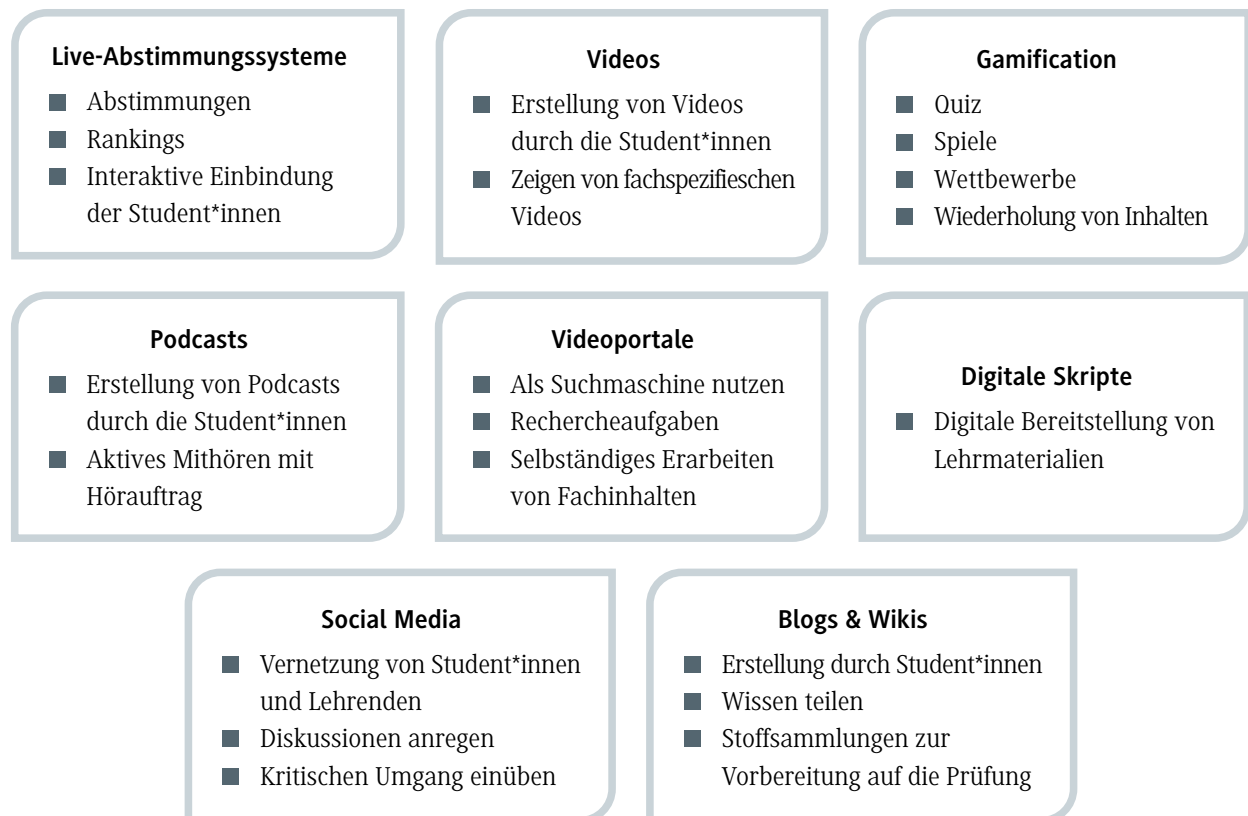 Live-Abstimmungssysteme
■ Abstimmungen
■ Rankings
■ Interaktive Einbindung
der Student*innen
Videos
■ Erstellung von Videos
durch die Student*innen
■ Zeigen von fachspezifieschen
Videos
Gamification
■ Quiz
■ Spiele
■ Wettbewerbe
■ Wiederholung von Inhalten
Podcasts
■ Erstellung von Podcasts
durch die Student*innen
■ Aktives Mithören mit
Hörauftrag
Videoportale
■ Als Suchmaschine nutzen
■ Rechercheaufgaben
■ Selbständiges Erarbeiten
von Fachinhalten
Digitale Skripte
■ Digitale Bereitstellung von
Lehrmaterialien
Social Media
■ Vernetzung von Student*innen
und Lehrenden
■ Diskussionen anregen
■ Kritischen Umgang einüben
Blogs & Wikis
■ Erstellung durch Student*innen
■ Wissen teilen
■ Stoffsammlungen zur
Vorbereitung auf die Prüfung